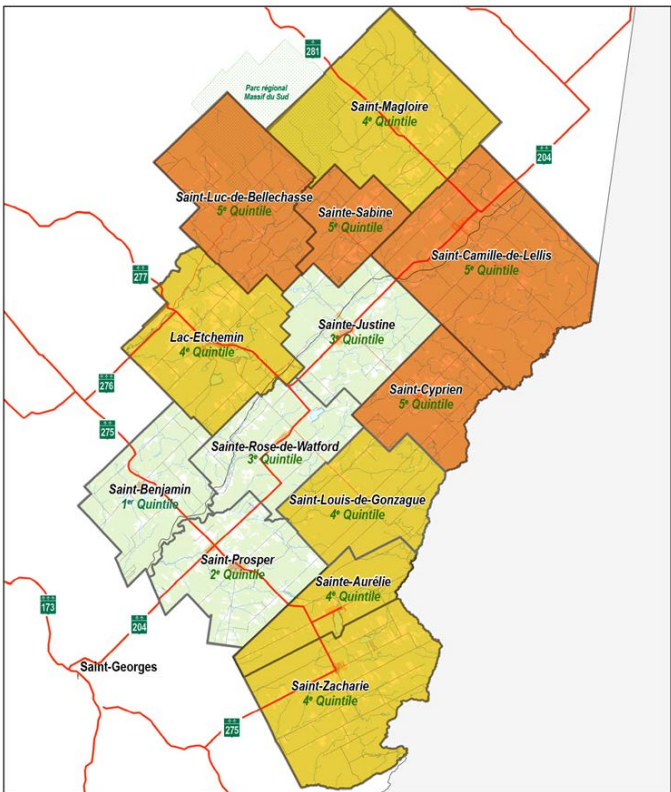 281
Parc régional
Massif du Sud
Saint-Magloire
4e Quintile
204
Saint-Luc-de-Bellechasse
5e Quintile
Sainte-Sabine
5e Quintile
Saint-Camille-de-Lellis
5e Quintile
277
Lac-Etchemin
4e Quintile
Sainte-Justine
3e Quintile
276
Saint-Cyprien
5e Quintile
275
Sainte-Rose-de-Watford
3e Quintile
Saint-Benjamin
1er Quintile
Saint-Louis-de-Gonzague
4e Quintile
Saint-Prosper
2e Quintile
Sainte-Aurélie
4e Quintile
173
204
Saint-Georges
Saint-Zacharie
4e Quintile
275